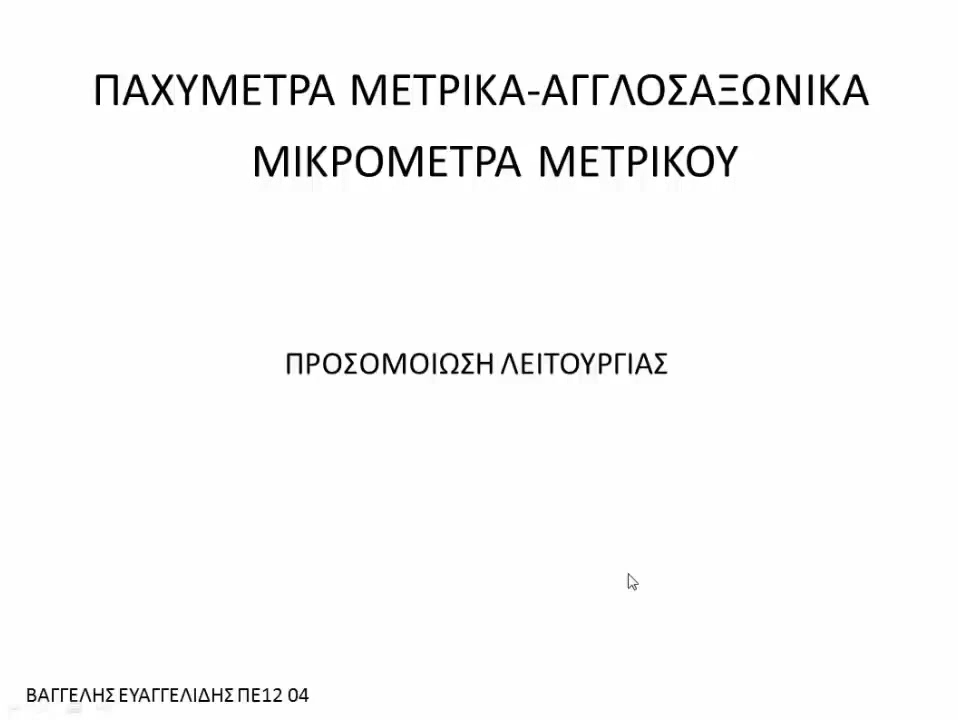 ΠΑΧΥΜΕΤΡΑ ΜΕΤΡΙΚΑ-ΑΓΓΛΟΣΑΞΩΝΙΚΑ
ΜΙΚΡΟΜΕΤΡΑ ΜΕΤΡΙΚΟΥ
ΠΡΟΣΟΜΟΙΩΣΗ ΛΕΙΤΟΥΡΓΙΑΣ
ΒΑΓΓΕΛΗΣ ΕΥΑΓΓΕΛΙΔΗΣ ΠΕ12 04